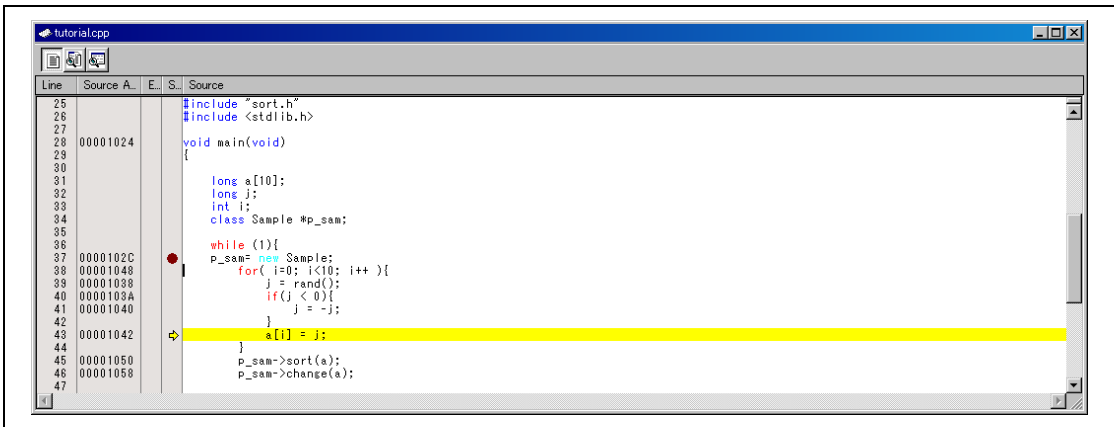 tutorial.cpp
Line Source A... E... S... Source
25 #include "sort.h"
26 #include <stdlib.h>
27
28 00001024 void main(void)
29 {
30
31 long a[10];
32 long j;
33 int i;
34 class Sample *p_sam;
35
36 while (1){
37 0000102C p_sam= new Sample;
38 00001048 for( i=0; i<10; i++ ){
39 00001038 j = rand();
40 0000103A if(j < 0){
41 00001040 j = -j;
42 }
43 00001042 a[i] = j;
44 }
45 00001050 p_sam->sort(a);
46 00001058 p_sam->change(a);
47